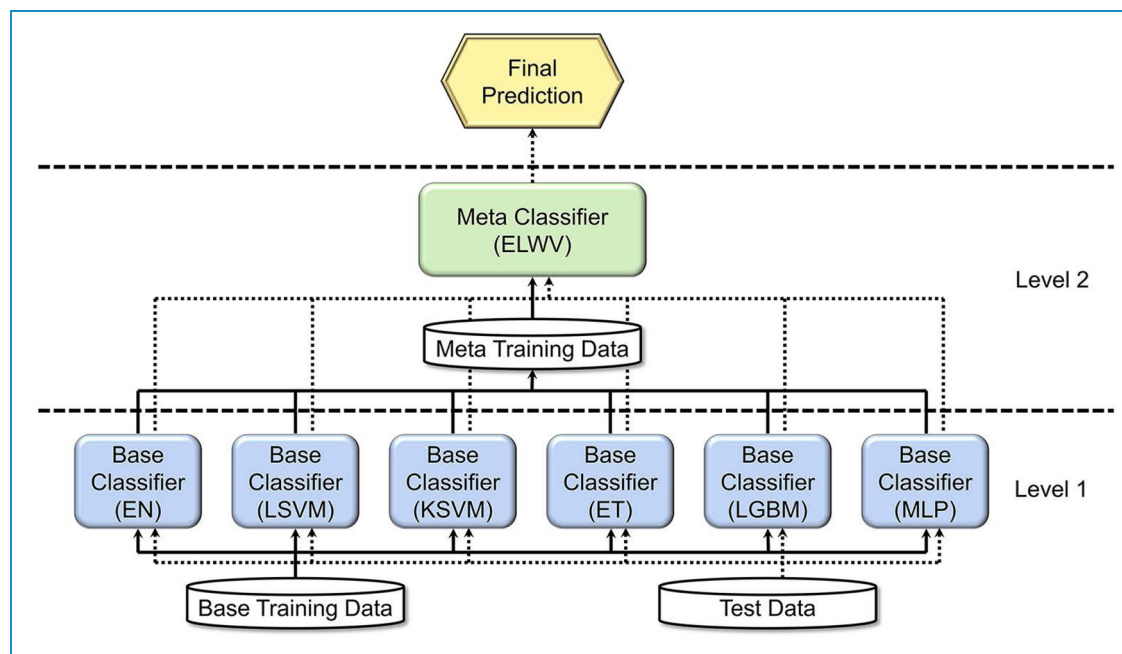 Final
Prediction
Meta Classifier
(ELWV)
Level 2
Meta Training Data
Base
Classifier
(EN)
Base
Classifier
(LSVM)
Base
Classifier
(KSVM)
Base
Classifier
(ET)
Base
Classifier
(LGBM)
Base
Classifier
(MLP)
Level 1
Base Training Data
Test Data